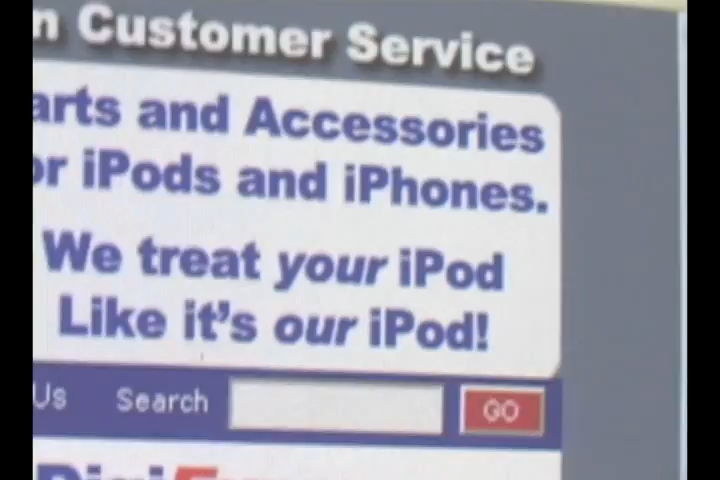 n Customer Service
arts and Accessories
or iPods and iPhones.
We treat your iPod
Like it's our iPod!
Us Search GO